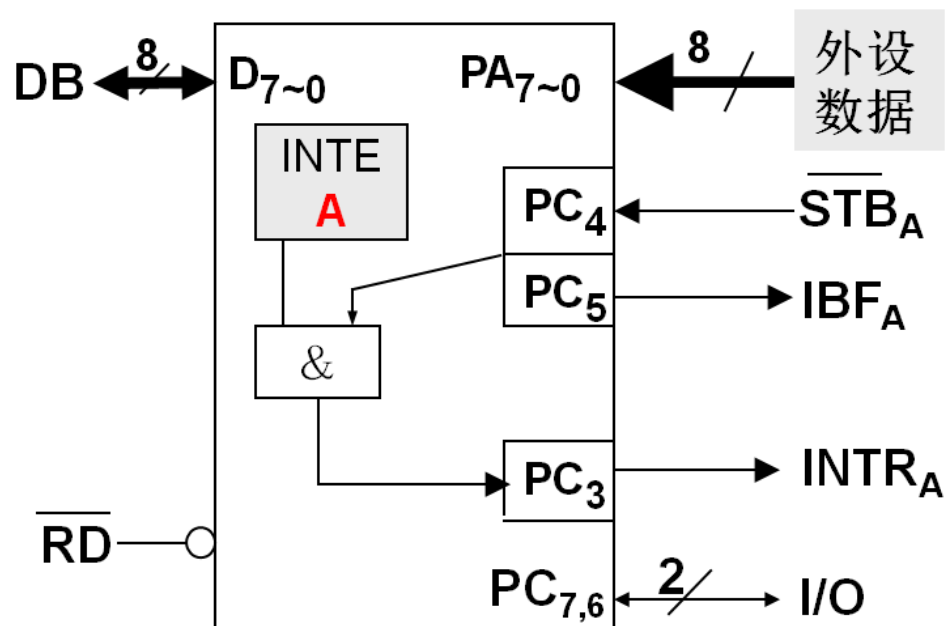 DB
8
D7~0
PA7~0
8
外设
数据
INTE
A
PC4
STBA
PC5
IBFA
&
PC3
INTRA
RD
PC7,6
2
I/O